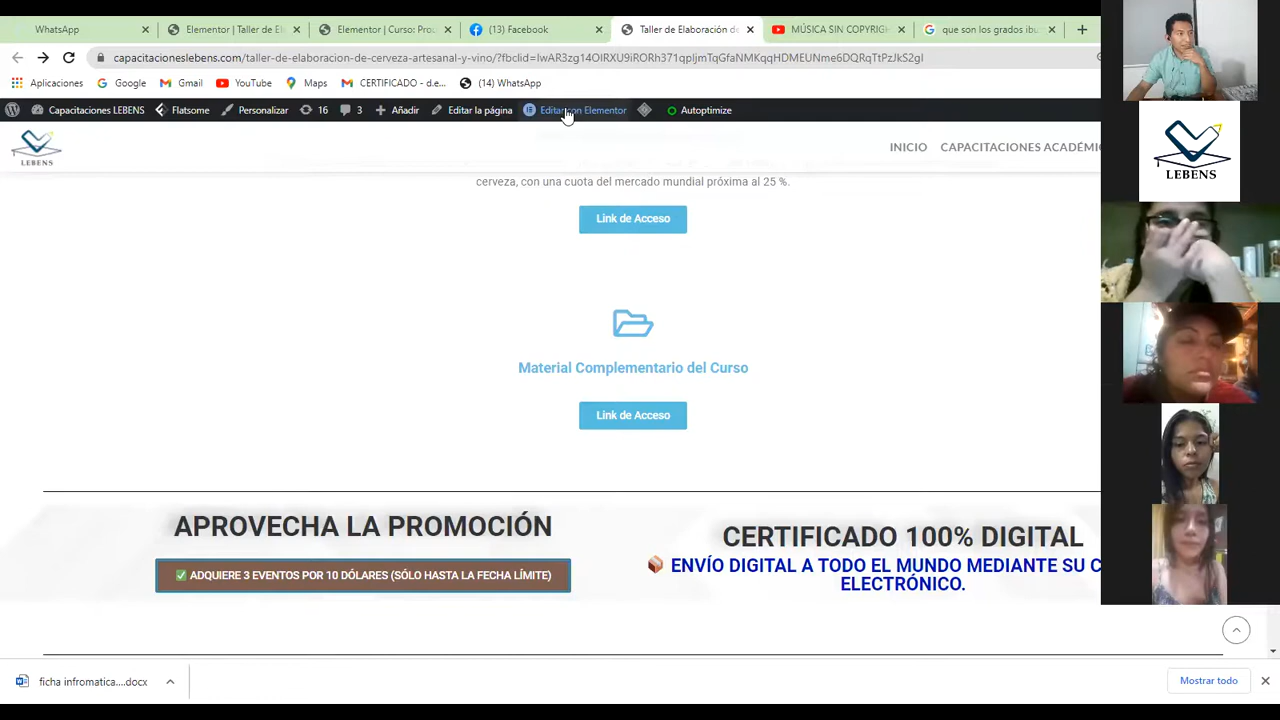 WhatsApp
Elementor | Taller de El
Elementor | Curso: Pro
(13) Facebook
Taller de Elaboración de
MÚSICA SIN COPYRIGH
que son los grados ibu
capacitacioneslebens.com/taller-de-elaboracion-de-cerveza-artesanal-y-vino
Aplicaciones
Google
Gmail
YouTube
Maps
CERTIFICADO - d.e...
(14) WhatsApp
Capacitaciones LEBENS
Flatsome
Personalizar
16
3
Añadir
Editar la página
Editar con Elementor
Autoptimize
LEBENS
INICIO
CAPACITACIONES ACADÉMIC
cerveza, con una cuota del mercado mundial próxima al 25 %.
Link de Acceso
Material Complementario del Curso
Link de Acceso
APROVECHA LA PROMOCIÓN
✅ ADQUIERE 3 EVENTOS POR 10 DÓLARES (SÓLO HASTA LA FECHA LÍMITE)
CERTIFICADO 100% DIGITAL
📦 ENVÍO DIGITAL A TODO EL MUNDO MEDIANTE SU C
ELECTRÓNICO.
LEBENS
ficha infromatica....docx
Mostrar todo